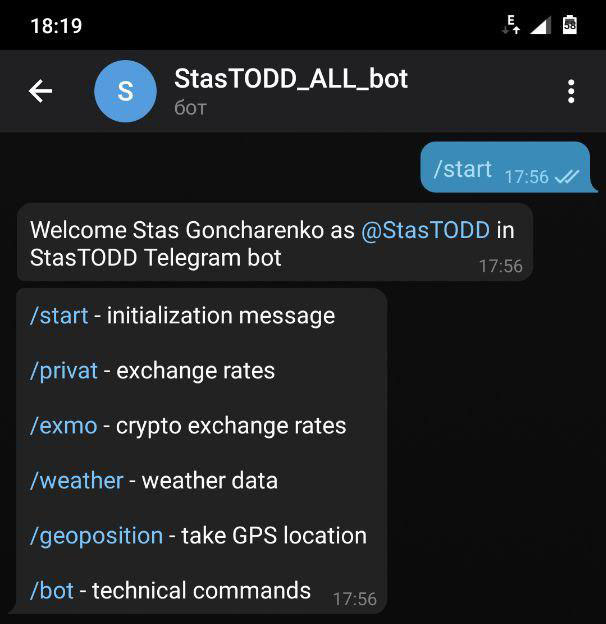 18:19
E
58
S
StasTODD_ALL_bot
бот
/start 17:56
Welcome Stas Goncharenko as @StasTODD in
StasTODD Telegram bot
17:56
/start - initialization message
/privat - exchange rates
/exmo - crypto exchange rates
/weather - weather data
/geoposition - take GPS location
/bot - technical commands 17:56